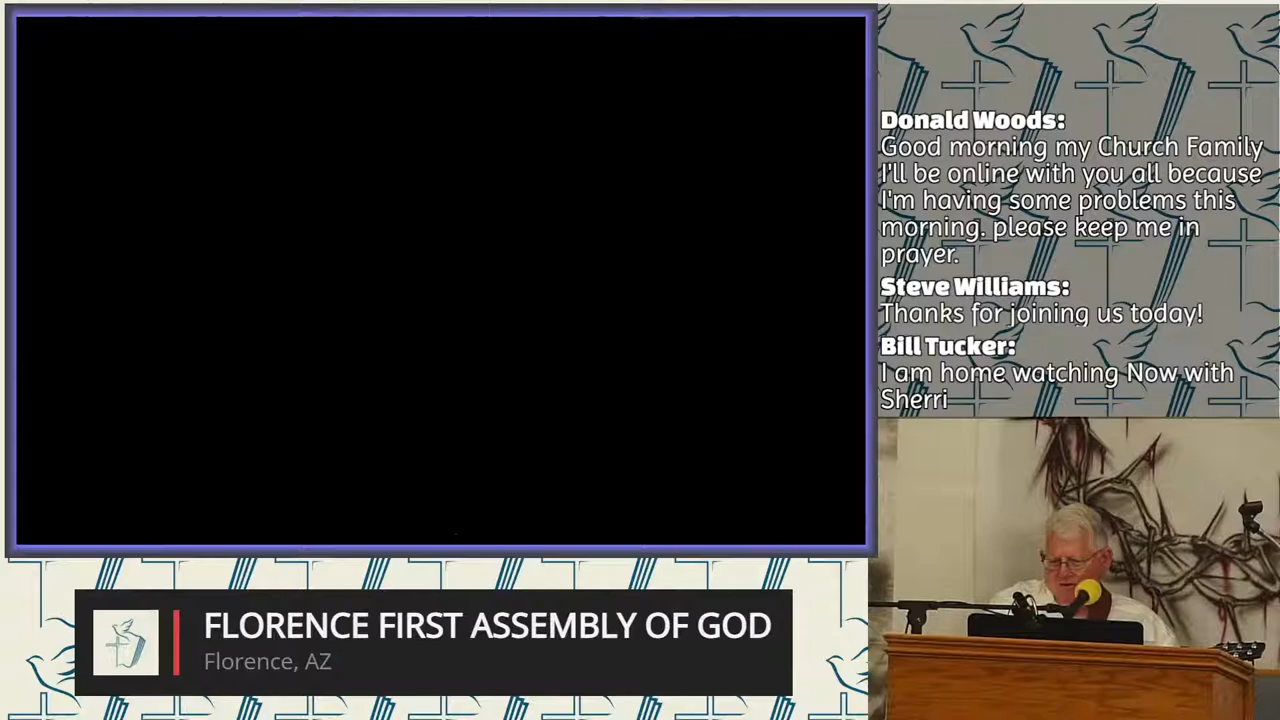 Donald Woods:
Good morning my Church Family
I'll be online with you all because
I'm having some problems this
morning. please keep me in
prayer.
Steve Williams:
Thanks for joining us today!
Bill Tucker:
I am home watching Now with
Sherri
FLORENCE FIRST ASSEMBLY OF GOD
Florence, AZ